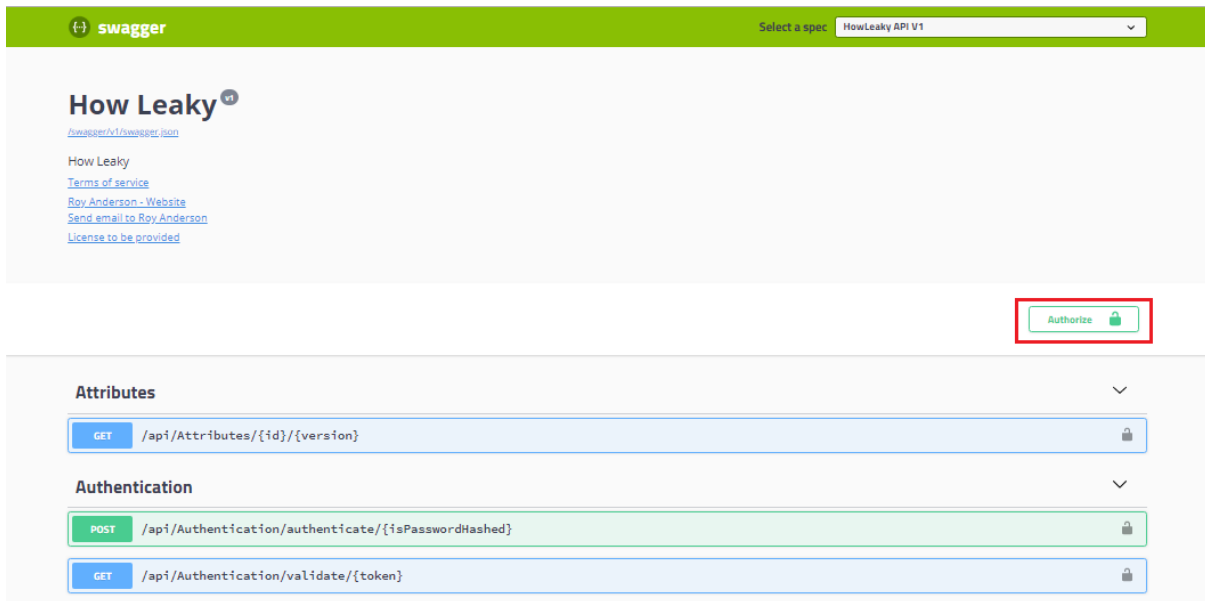 {··} swagger
Select a spec HowLeaky API V1
How Leaky v1
/swagger/v1/swagger.json
How Leaky
Terms of service
Roy Anderson - Website
Send email to Roy Anderson
License to be provided
Authorize
Attributes
GET /api/Attributes/{id}/{version}
Authentication
POST /api/Authentication/authenticate/{isPasswordHashed}
GET /api/Authentication/validate/{token}